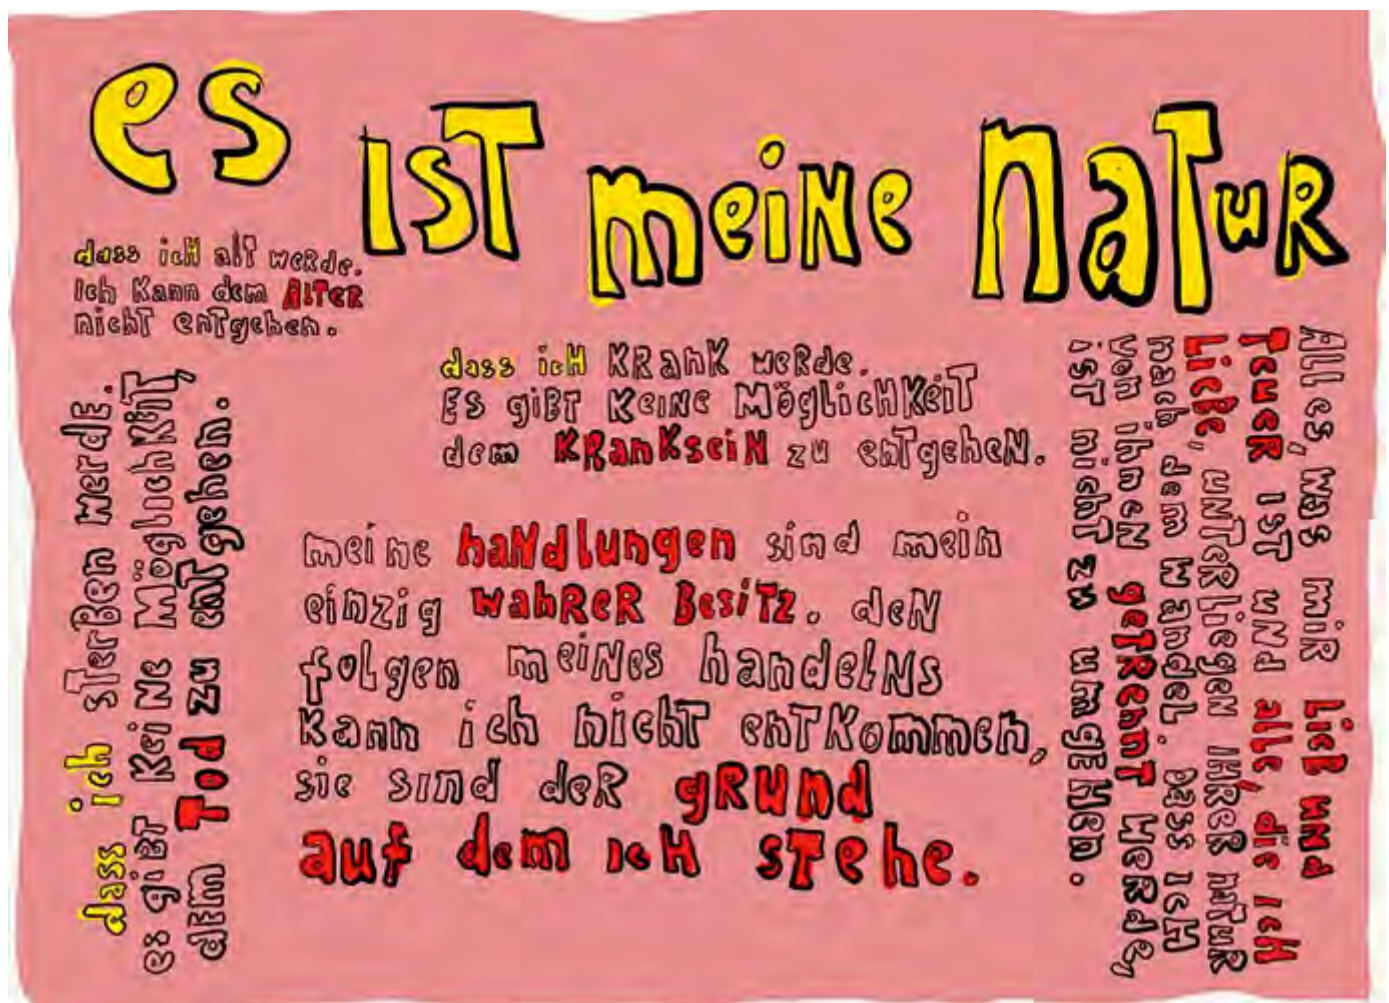 es IST meine NaTuR
dass icH alT weRde.
Ich Kann dem AlTeR
nichT enTgehen.
dass icH KRanK weRde.
ES giBT KeiNe MöglicHKeiT
dem KRanKseiN zu enTgeheN.
dass ich sTerBen werde.
es giBT KeiNe MöglichKeiT,
dem Tod zu enTgehen.
meine haNdlungen sind mein
einzig wahReR BesiTz. deN
folgen meiNes handelNs
Kann ich nichT enTKommen,
sie sind deR gRund
auf dem icH sTehe.
All es, was miR lieB und
TeueR isT uNd alle, die icH
lieBe, unTeRliegen ihReR naTuR
nach dem Wandel. Dass icH
von ihneN geTRennT WeRde,
isT nichT zu umgeHen.